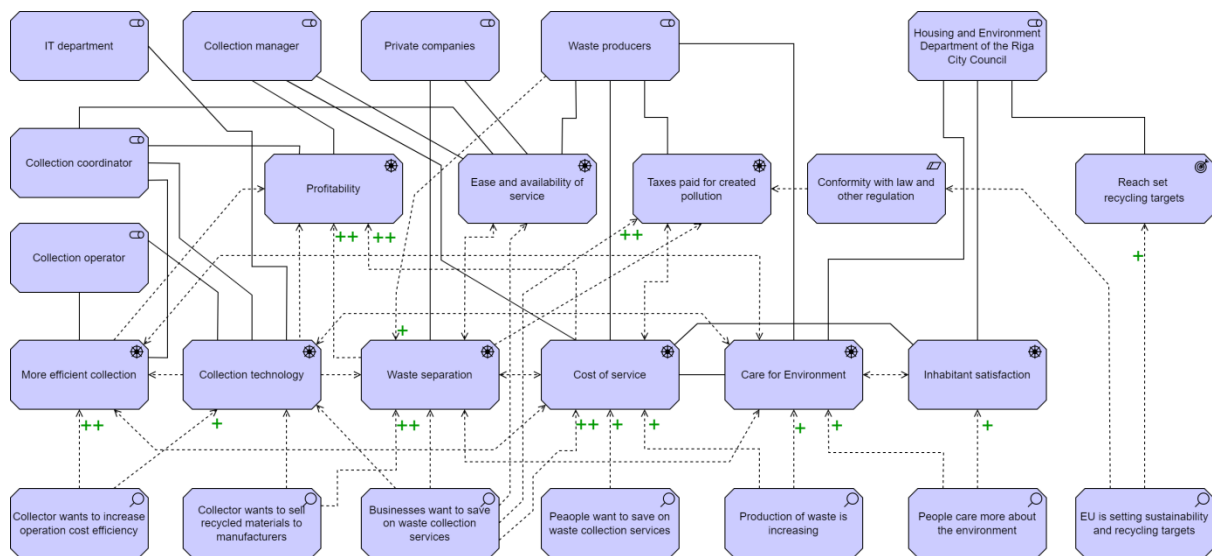 IT department
Collection manager
Private companies
Waste producers
Housing and Environment
Department of the Riga
City Council
Collection coordinator
Profitability
Ease and availability of
service
Taxes paid for created
pollution
Conformity with law and
other regulation
Reach set
recycling targets
++
++
++
Collection operator
+
+
More efficient collection
Collection technology
Waste separation
Cost of service
Care for Environment
Inhabitant satisfaction
++
+
++
++
+
+
+
+
+
Collector wants to increase
operation cost efficiency
Collector wants to sell
recycled materials to
manufacturers
Businesses want to save
on waste collection
services
Peaople want to save on
waste collection services
Production of waste is
increasing
People care more about
the environment
EU is setting sustainability
and recycling targets